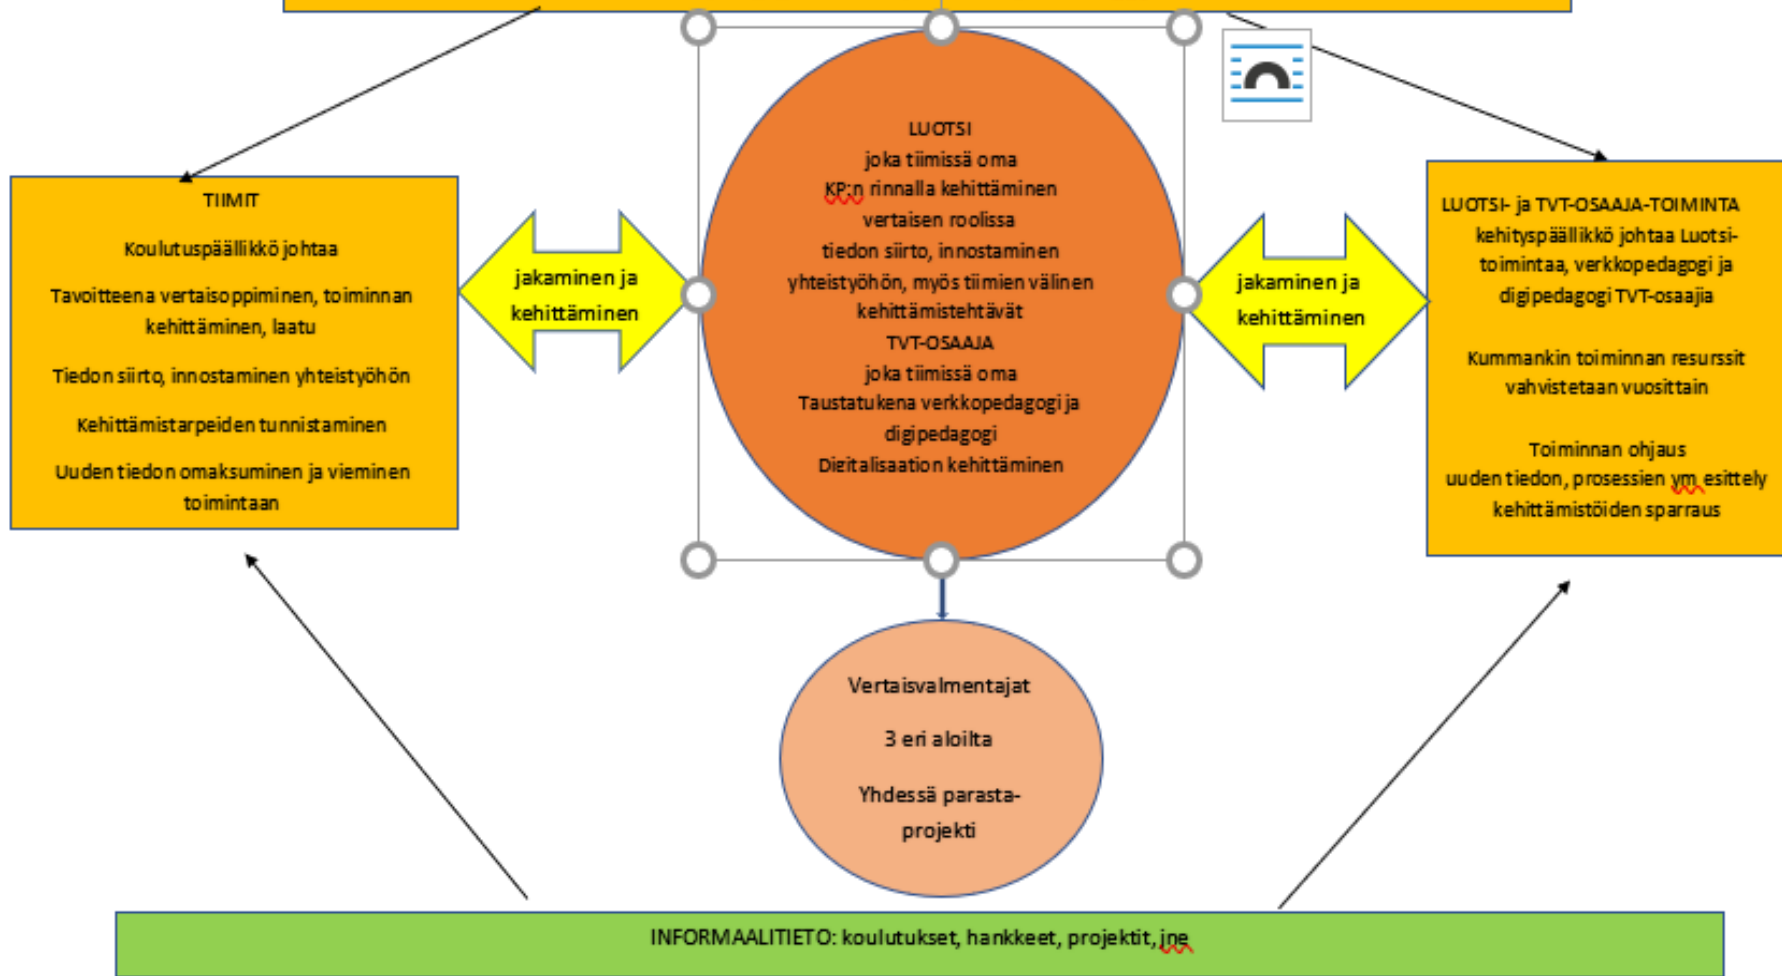 TIIMIT
Koulutuspäällikkö johtaa
Tavoitteena vertaisoppiminen, toiminnan
kehittäminen, laatu
Tiedon siirto, innostaminen yhteistyöhön
Kehittämistarpeiden tunnistaminen
Uuden tiedon omaksuminen ja vieminen
toimintaan
jakaminen ja
kehittäminen
LUOTSI
joka tiimissä oma
KP:n rinnalla kehittäminen
vertaisen roolissa
tiedon siirto, innostaminen
yhteistyöhön, myös tiimien välinen
kehittämistehtävät
TVT-OSAAJA
joka tiimissä oma
Taustatukena verkkopedagogi ja
digipedagogi
Digitalisaation kehittäminen
jakaminen ja
kehittäminen
LUOTSI- ja TVT-OSAAJA-TOIMINTA
kehityspäällikkö johtaa Luotsi-
toimintaa, verkkopedagogi ja
digipedagogi TVT-osaajia
Kummankin toiminnan resurssit
vahvistetaan vuosittain
Toiminnan ohjaus
uuden tiedon, prosessien ym esittely
kehittämistöiden sparraus
Vertaisvalmentajat
3 eri aloilta
Yhdessä parasta-
projekti
INFORMAALITIETO: koulutukset, hankkeet, projektit, jne